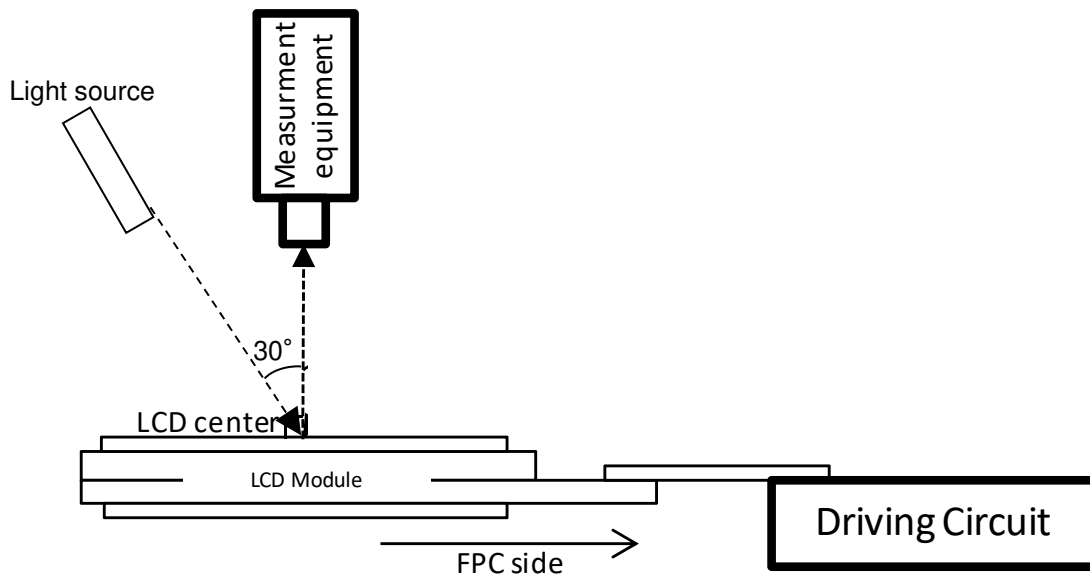 Light source
Measurment
equipment
30°
LCD center
LCD Module
Driving Circuit
FPC side